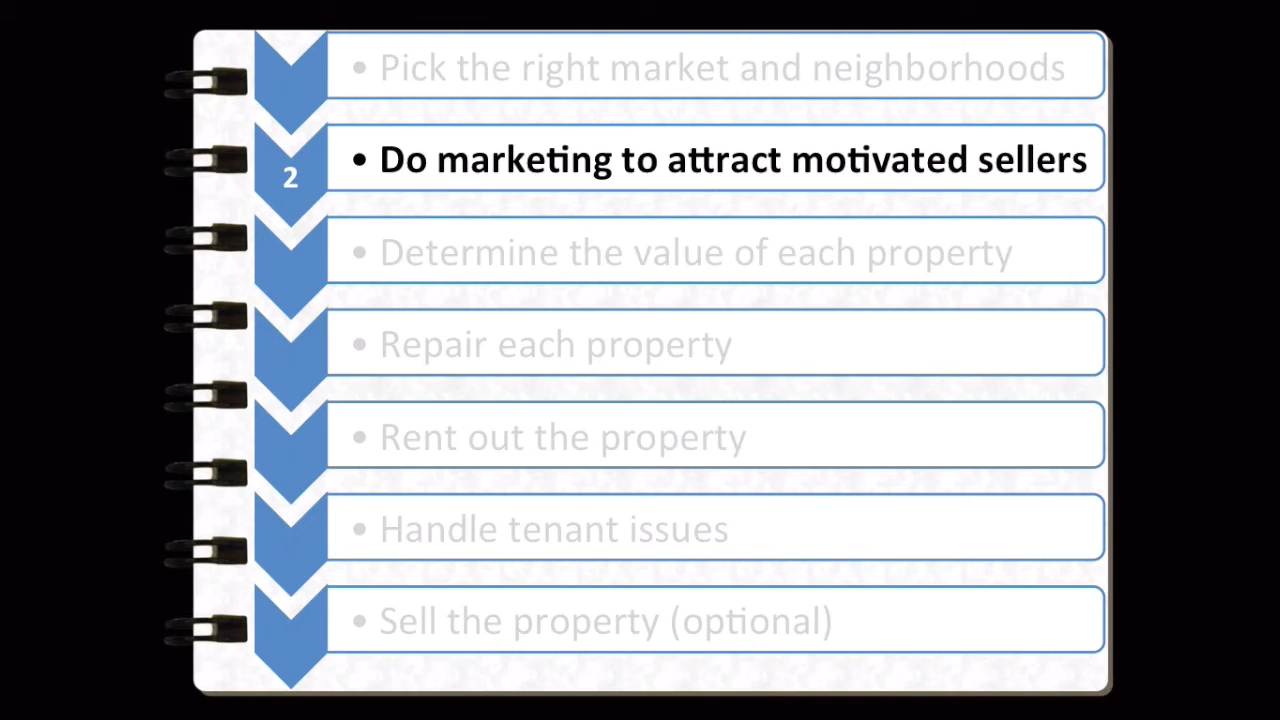 • Pick the right market and neighborhoods
2
• Do marketing to attract motivated sellers
• Determine the value of each property
• Repair each property
• Rent out the property
• Handle tenant issues
• Sell the property (optional)